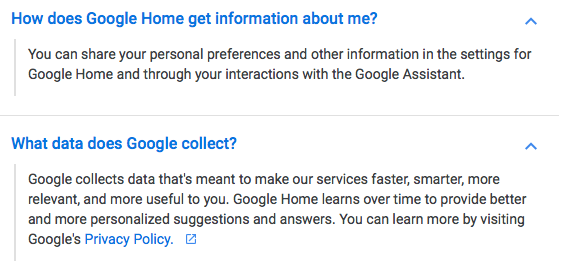 How does Google Home get information about me?
You can share your personal preferences and other information in the settings for
Google Home and through your interactions with the Google Assistant.
What data does Google collect?
Google collects data that's meant to make our services faster, smarter, more
relevant, and more useful to you. Google Home learns over time to provide better
and more personalized suggestions and answers. You can learn more by visiting
Google's Privacy Policy.